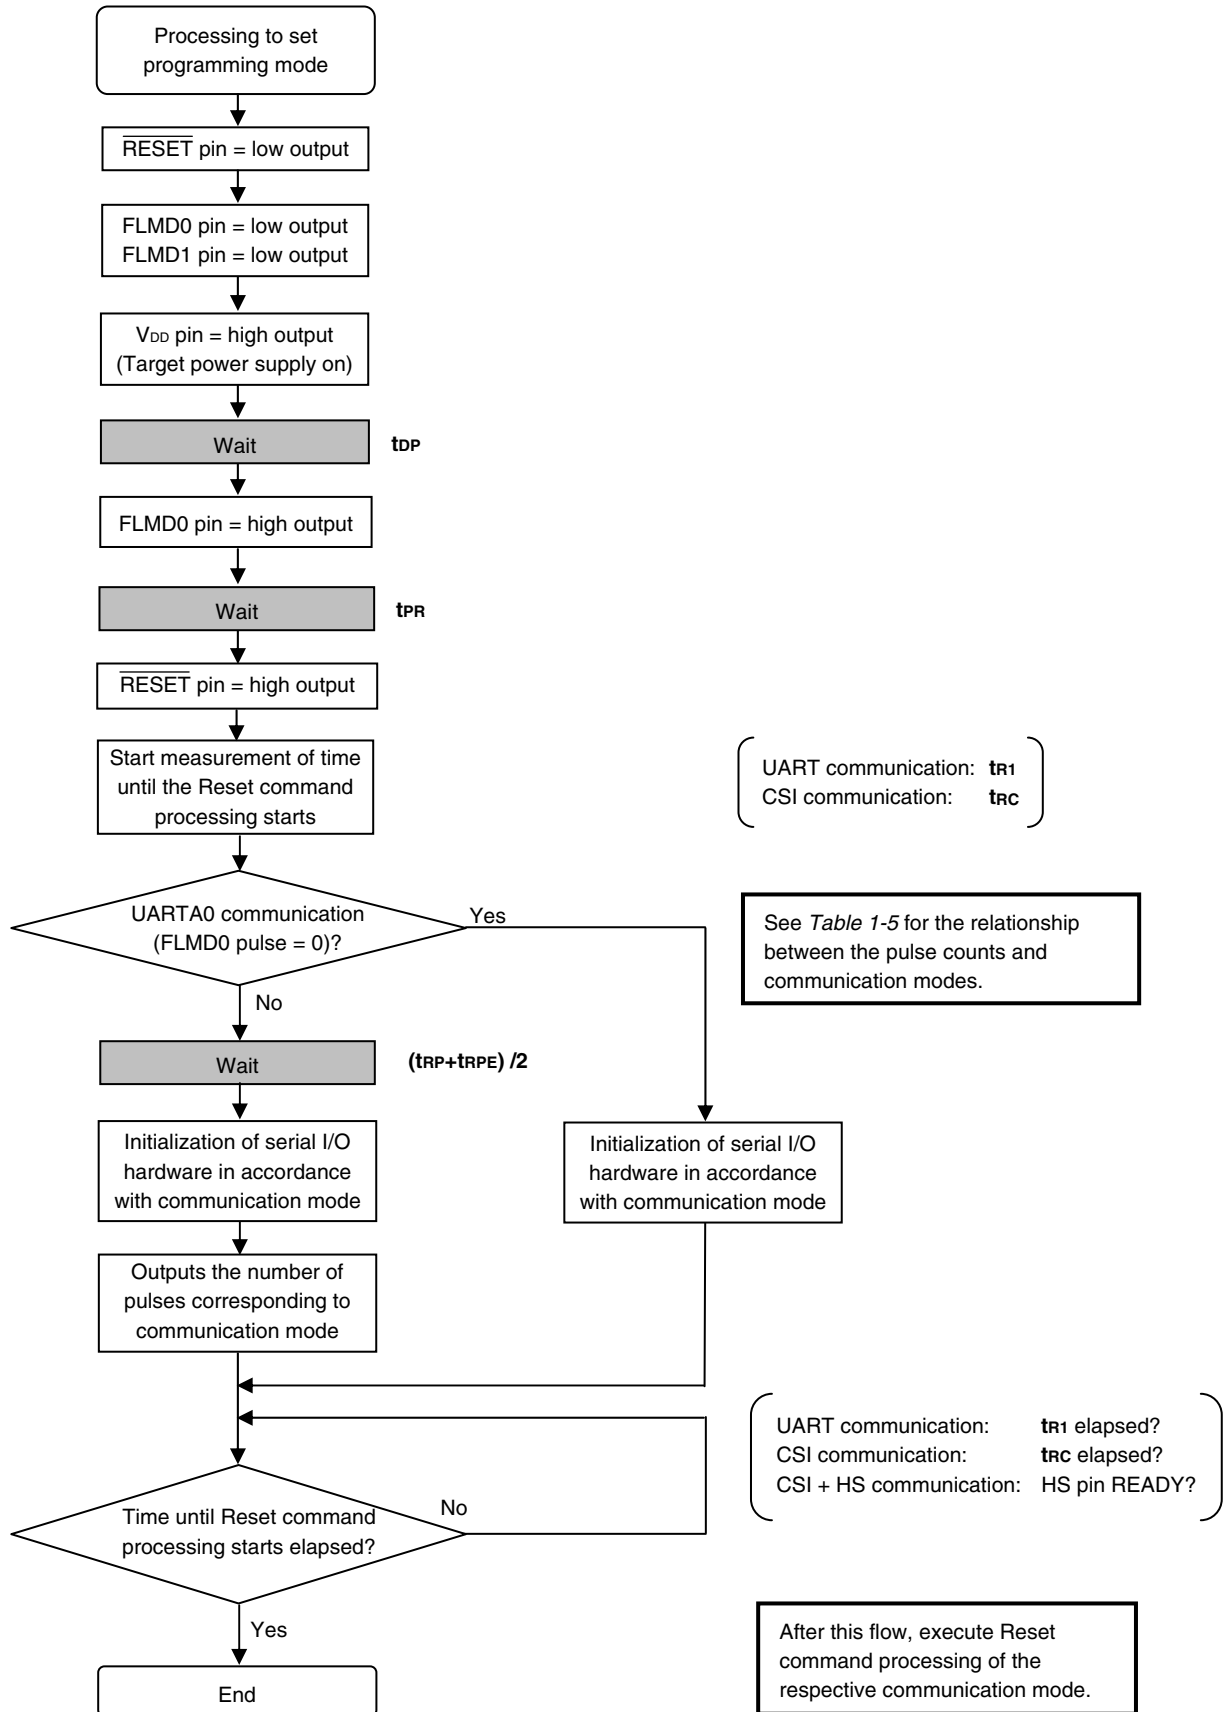 Processing to set
programming mode
RESET pin = low output
FLMD0 pin = low output
FLMD1 pin = low output
VDD pin = high output
(Target power supply on)
Wait
tDP
FLMD0 pin = high output
Wait
tPR
RESET pin = high output
Start measurement of time
until the Reset command
processing starts
UART communication: tR1
CSI communication: tRC
UARTA0 communication
(FLMD0 pulse = 0)?
Yes
No
See Table 1-5 for the relationship
between the pulse counts and
communication modes.
Wait
(tRP+tRPE) /2
Initialization of serial I/O
hardware in accordance
with communication mode
Initialization of serial I/O
hardware in accordance
with communication mode
Outputs the number of
pulses corresponding to
communication mode
UART communication: tR1 elapsed?
CSI communication: tRC elapsed?
CSI + HS communication: HS pin READY?
Time until Reset command
processing starts elapsed?
No
Yes
After this flow, execute Reset
command processing of the
respective communication mode.
End